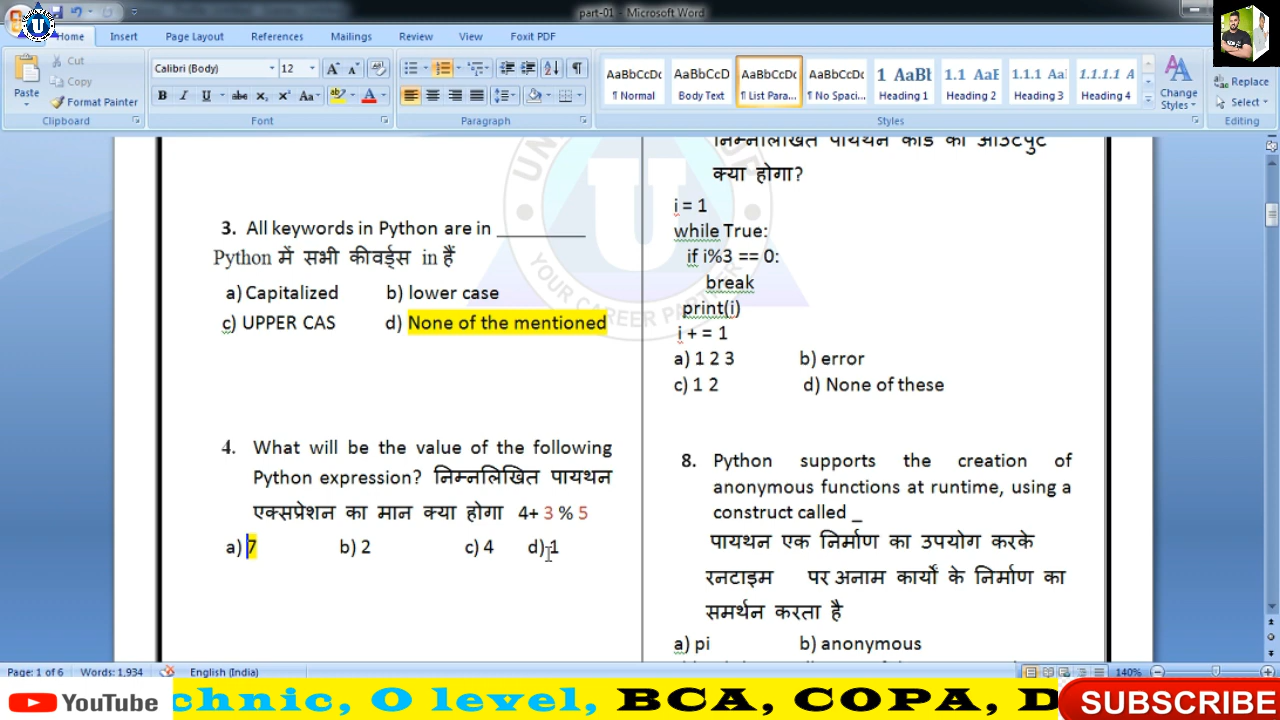 part-01 - Microsoft Word
Home Insert Page Layout References Mailings Review View Foxit PDF
Paste
Cut
Copy
Format Painter
Clipboard
Calibri (Body) 12
Font
Paragraph
AaBbCcDc AaBbCcD AaBbCcDc AaBbCcDc 1 AaBb 1.1 AaE 1.1.1 Aa 1.1.1.1 A
¶ Normal Body Text ¶ List Para... ¶ No Spaci... Heading 1 Heading 2 Heading 3 Heading 4
Change Styles
Styles
Replace
Select
Editing
3. All keywords in Python are in __________
Python में सभी कीवर्ड्स in हैं
a) Capitalized b) lower case
c) UPPER CAS d) None of the mentioned
4. What will be the value of the following
Python expression? निम्नलिखित पायथन
एक्सप्रेशन का मान क्या होगा 4+ 3 % 5
a) 7 b) 2 c) 4 d) 1
निम्नलिखित पायथन कोड का आउटपुट
क्या होगा?
i = 1
while True:
if i%3 == 0:
break
print(i)
i + = 1
a) 1 2 3 b) error
c) 1 2 d) None of these
8. Python supports the creation of
anonymous functions at runtime, using a
construct called _
पायथन एक निर्माण का उपयोग करके
रनटाइम पर अनाम कार्यों के निर्माण का
समर्थन करता है
a) pi b) anonymous
YOUR CAREER PARTNER
Page: 1 of 6 Words: 1,934 English (India) 140%
YouTube
chnic, O level, BCA, COPA, D
SUBSCRIBE